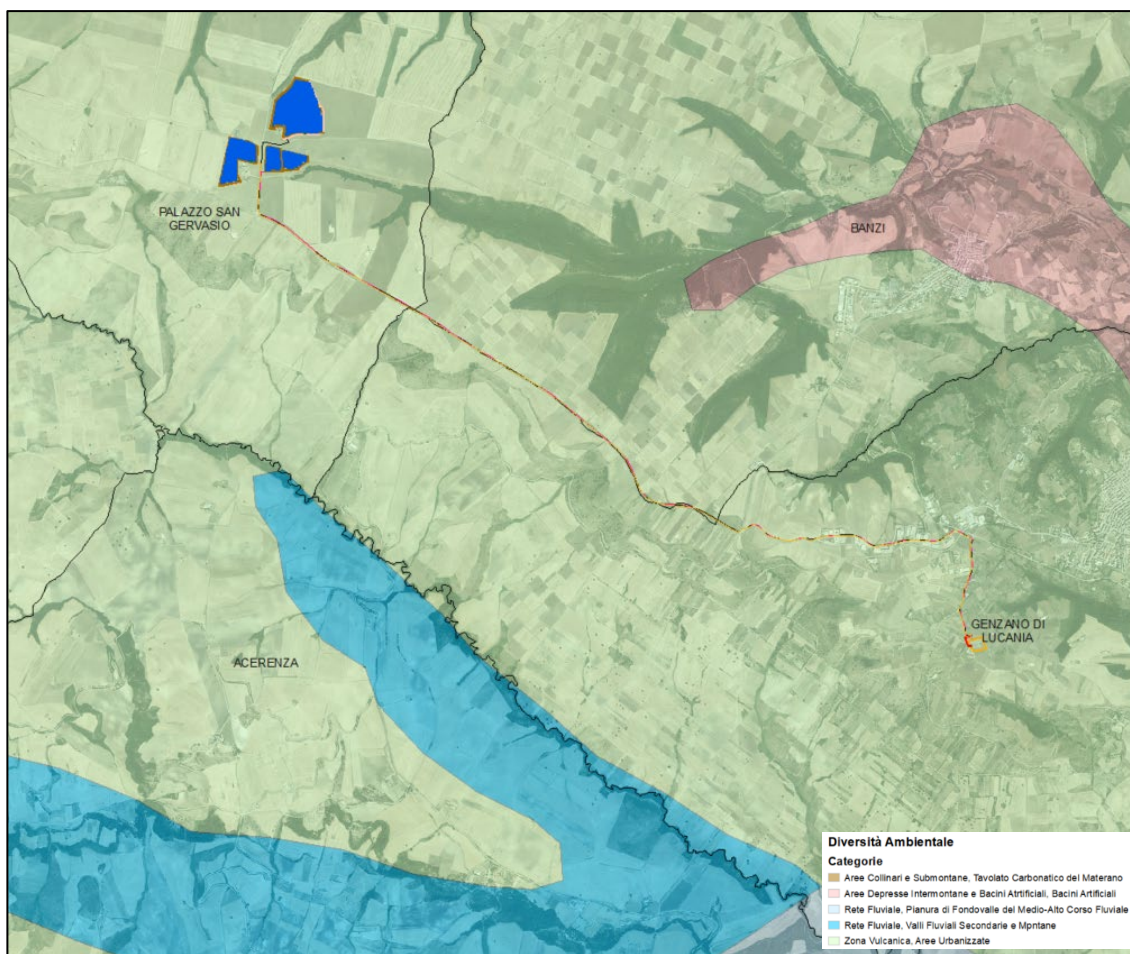 PALAZZO SAN
GERVASIO
BANZI
GENZANO DI
LUCANIA
ACERENZA
Diversità Ambientale
Categorie
Aree Collinari e Submontane, Tavolato Carbonatico del Materano
Aree Depresse Intermontane e Bacini Atrtificiali, Bacini Artificiali
Rete Fluviale, Pianura di Fondovalle del Medio-Alto Corso Fluviale
Rete Fluviale, Valli Fluviali Secondarie e Mpntane
Zona Vulcanica, Aree Urbanizzate